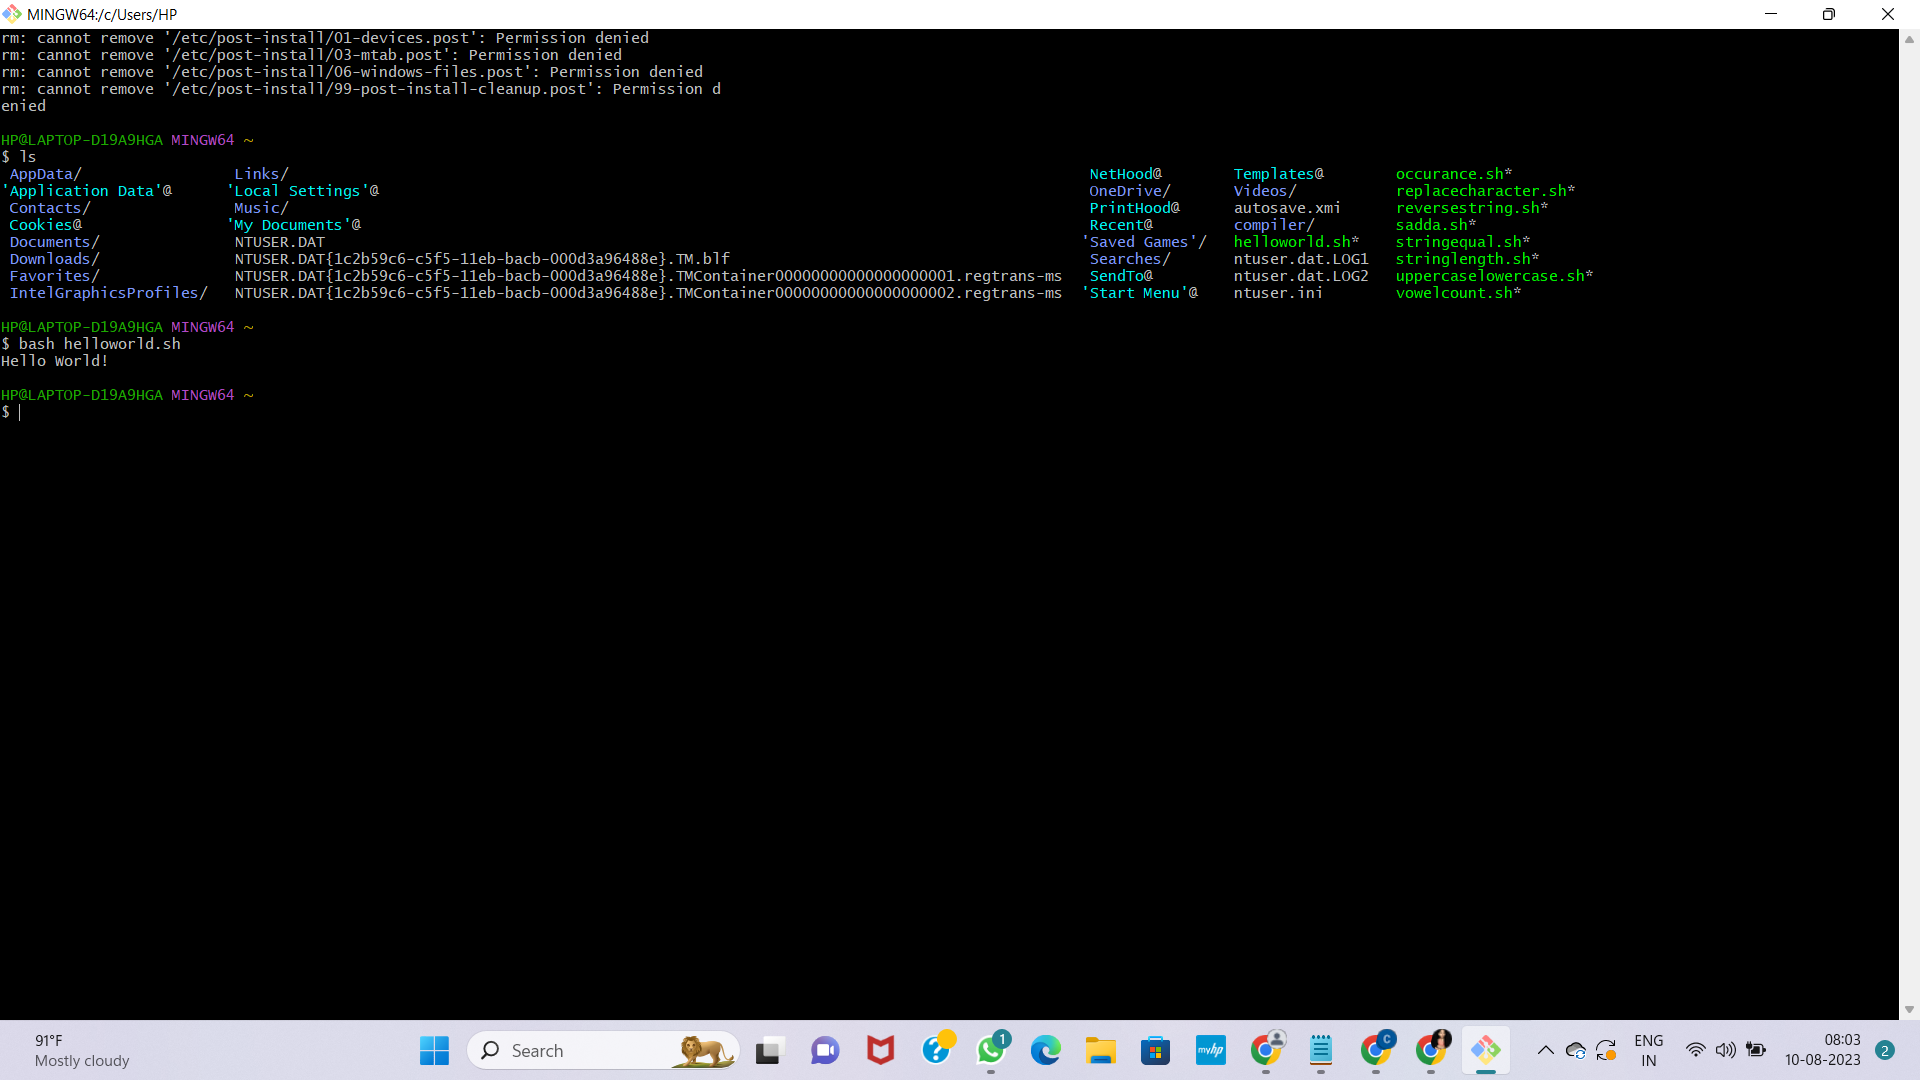 MINGW64:/c/Users/HP
rm: cannot remove '/etc/post-install/01-devices.post': Permission denied
rm: cannot remove '/etc/post-install/03-mtab.post': Permission denied
rm: cannot remove '/etc/post-install/06-windows-files.post': Permission denied
rm: cannot remove '/etc/post-install/99-post-install-cleanup.post': Permission d
enied
HP@LAPTOP-D19A9HGA MINGW64 ~
$ ls
AppData/ Links/ NetHood@ Templates@ occurance.sh*
'Application Data'@ 'Local Settings'@ OneDrive/ Videos/ replacecharacter.sh*
Contacts/ Music/ PrintHood@ autosave.xmi reversestring.sh*
Cookies@ 'My Documents'@ Recent@ compiler/ sadda.sh*
Documents/ NTUSER.DAT 'Saved Games'/ helloworld.sh* stringequal.sh*
Downloads/ NTUSER.DAT{1c2b59c6-c5f5-11eb-bacb-000d3a96488e}.TM.blf Searches/ ntuser.dat.LOG1 stringlength.sh*
Favorites/ NTUSER.DAT{1c2b59c6-c5f5-11eb-bacb-000d3a96488e}.TMContainer00000000000000000001.regtrans-ms SendTo@ ntuser.dat.LOG2 uppercaselowercase.sh*
IntelGraphicsProfiles/ NTUSER.DAT{1c2b59c6-c5f5-11eb-bacb-000d3a96488e}.TMContainer00000000000000000002.regtrans-ms 'Start Menu'@ ntuser.ini vowelcount.sh*
HP@LAPTOP-D19A9HGA MINGW64 ~
$ bash helloworld.sh
Hello World!
HP@LAPTOP-D19A9HGA MINGW64 ~
$
91°F
Mostly cloudy
Search
1
myhp
C
ENG
IN
08:03
10-08-2023
2